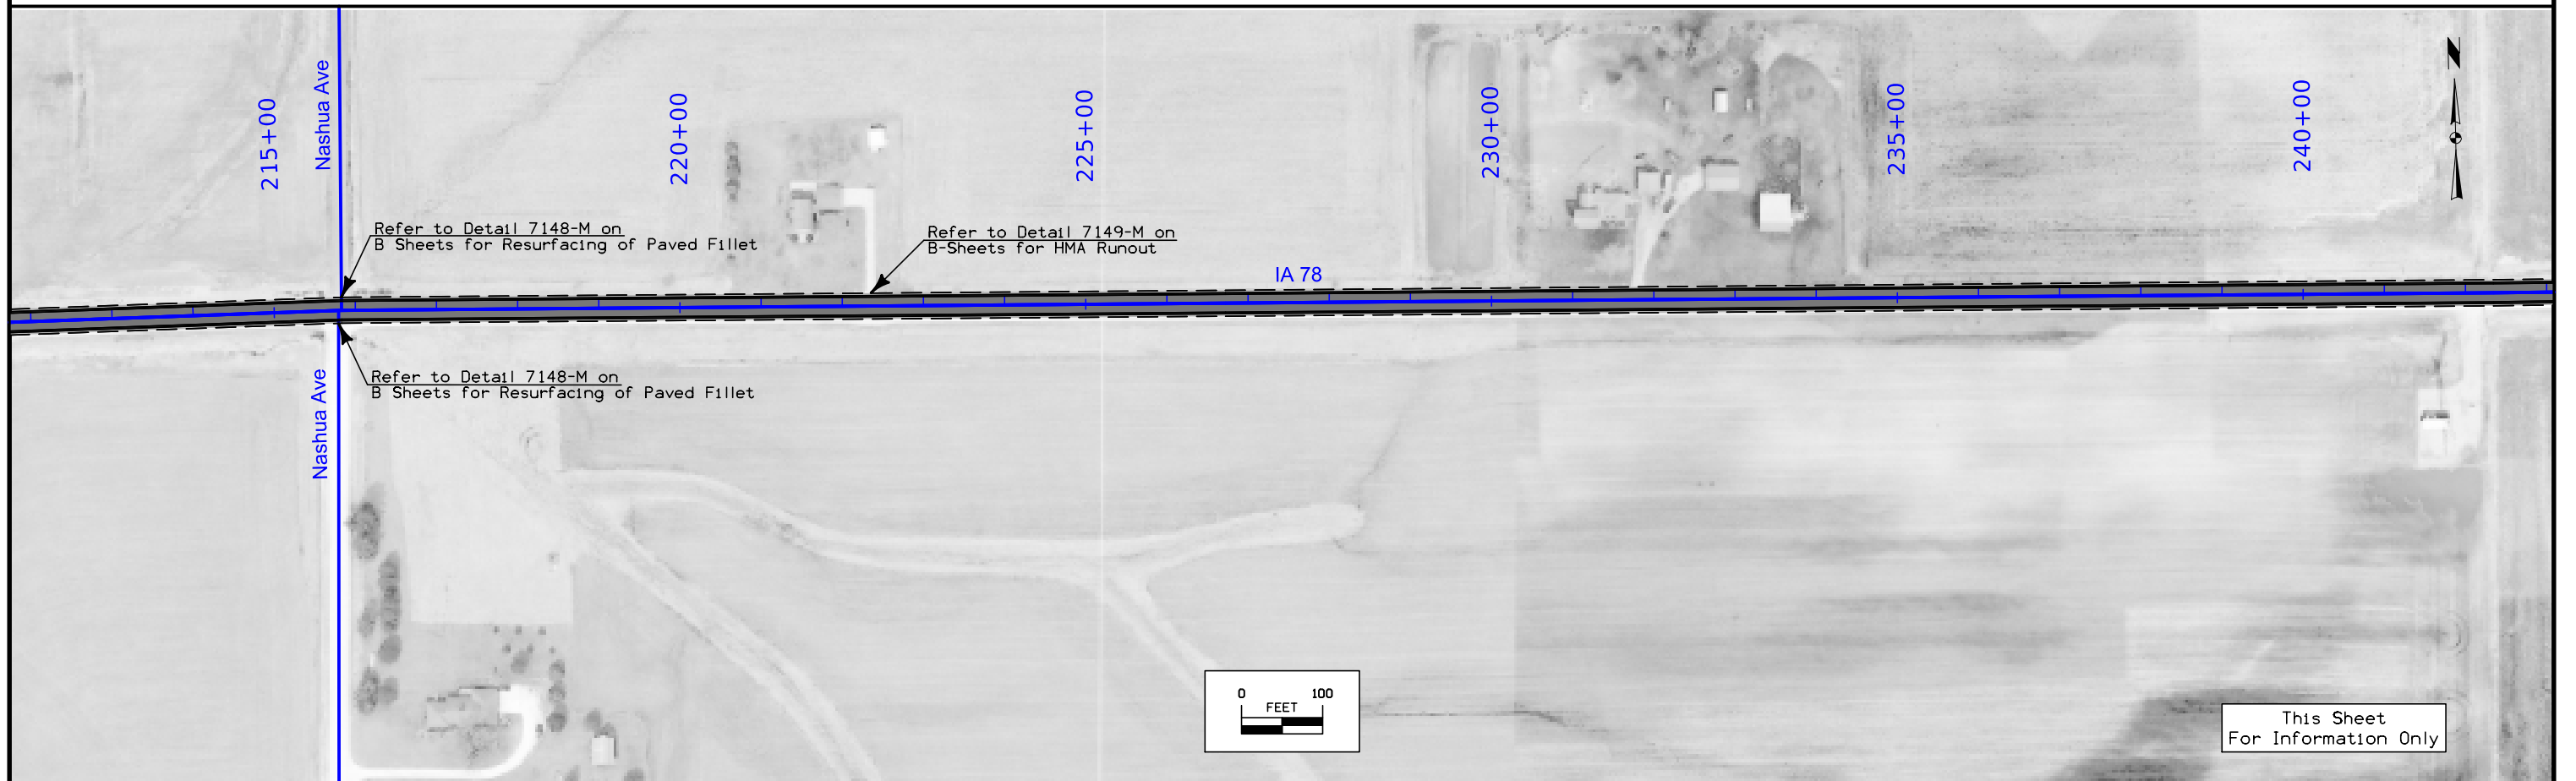 215+00
Nashua Ave
220+00
225+00
230+00
235+00
240+00
N
Refer to Detail 7148-M on
B Sheets for Resurfacing of Paved Fillet
Refer to Detail 7149-M on
B-Sheets for HMA Runout
IA 78
Nashua Ave
Refer to Detail 7148-M on
B Sheets for Resurfacing of Paved Fillet
0 100
FEET
This Sheet
For Information Only